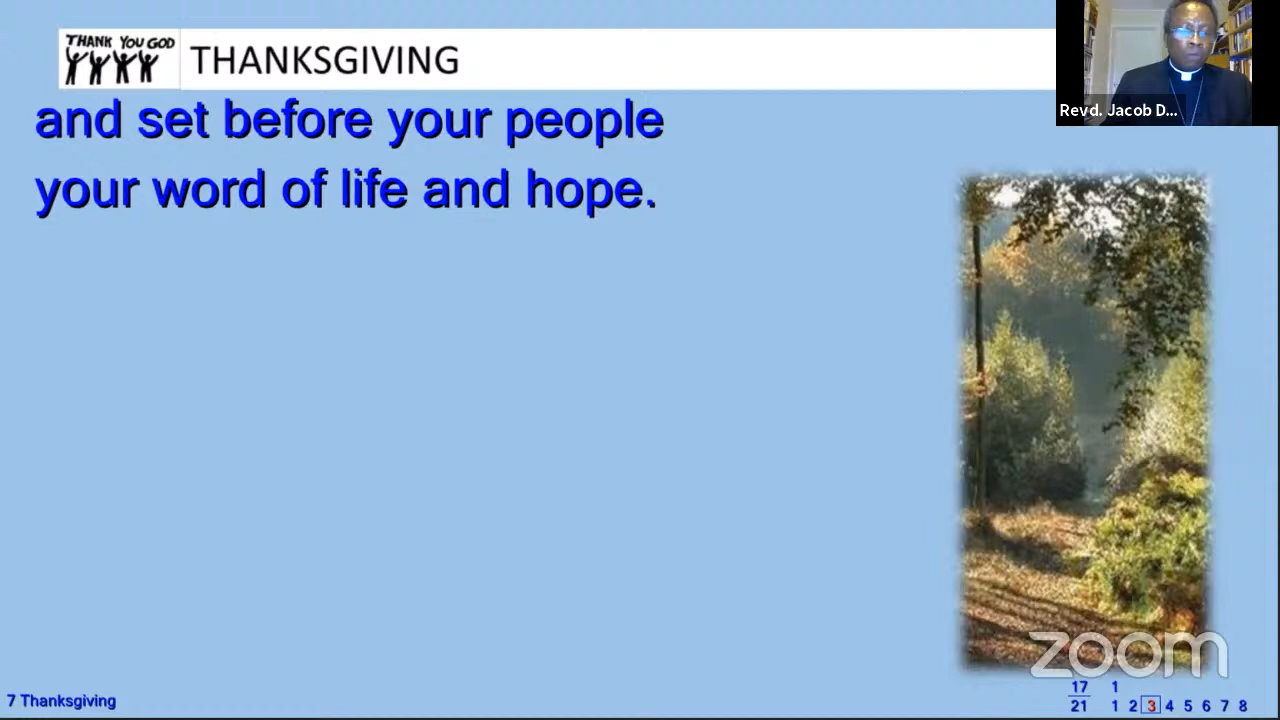 THANK YOU GOD
THANKSGIVING
Revd. Jacob D...
and set before your people
your word of life and hope.
zoom
7 Thanksgiving
17 1
21 1 2 3 4 5 6 7 8